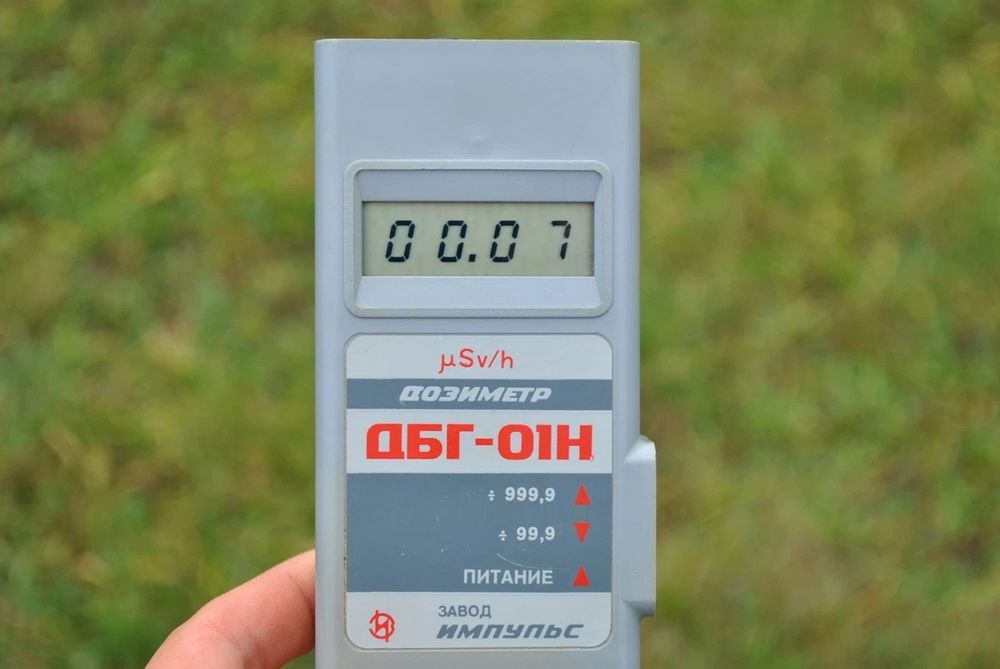 00.07
µSv/h
ДОЗИМЕТР
ДБГ-01Н
÷ 999,9 ▲
÷ 99,9 ▼
ПИТАНИЕ ▲
ЗАВОД
ИМПУЛЬС